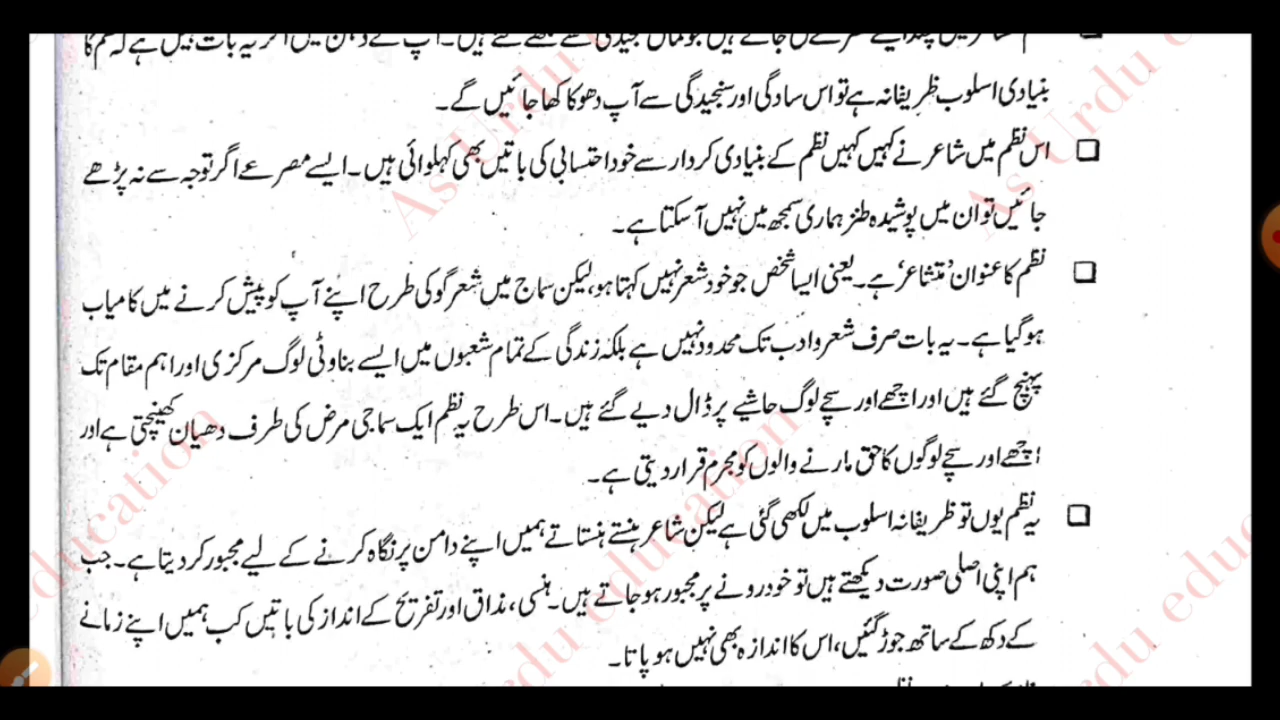 بنیادی اسلوب ظریفانہ ہے تو اس سادگی اور سنجیدگی سے آپ دھوکا کھا جائیں گے۔
اس نظم میں شاعر نے کہیں کہیں نظم کے بنیادی کردار سے خود احتسابی کی باتیں بھی کہلوائی ہیں۔ ایسے مصرعے اگر توجہ سے نہ پڑھے
جائیں تو ان میں پوشیدہ طنز ہماری سمجھ میں نہیں آسکتا ہے۔
نظم کا عنوان 'متشاعر' ہے۔ یعنی ایسا شخص جو خود شعر نہیں کہتا ہو، لیکن سماج میں شعر گو کی طرح اپنے آپ کو پیش کرنے میں کامیاب
ہو گیا ہے۔ یہ بات صرف شعر و ادب تک محدود نہیں ہے بلکہ زندگی کے تمام شعبوں میں ایسے بناوٹی لوگ مرکزی اور اہم مقام تک
پہنچ گئے ہیں اور اچھے اور سچے لوگ حاشیے پر ڈال دیے گئے ہیں۔ اس طرح یہ نظم ایک سماجی مرض کی طرف دھیان کھینچتی ہے اور
اچھے اور سچے لوگوں کا حق مارنے والوں کو مجرم قرار دیتی ہے۔
یہ نظم یوں تو ظریفانہ اسلوب میں لکھی گئی ہے لیکن شاعر ہنستے ہنساتے ہمیں اپنے دامن پر نگاہ کرنے کے لیے مجبور کر دیتا ہے۔ جب
ہم اپنی اصلی صورت دیکھتے ہیں تو خود رونے پر مجبور ہو جاتے ہیں۔ ہنسی، مذاق اور تفریح کے انداز کی باتیں کب ہمیں اپنے زمانے
کے دکھ کے ساتھ جوڑ گئیں، اس کا اندازہ بھی نہیں ہو پاتا۔
As Urdu education
As Urdu education